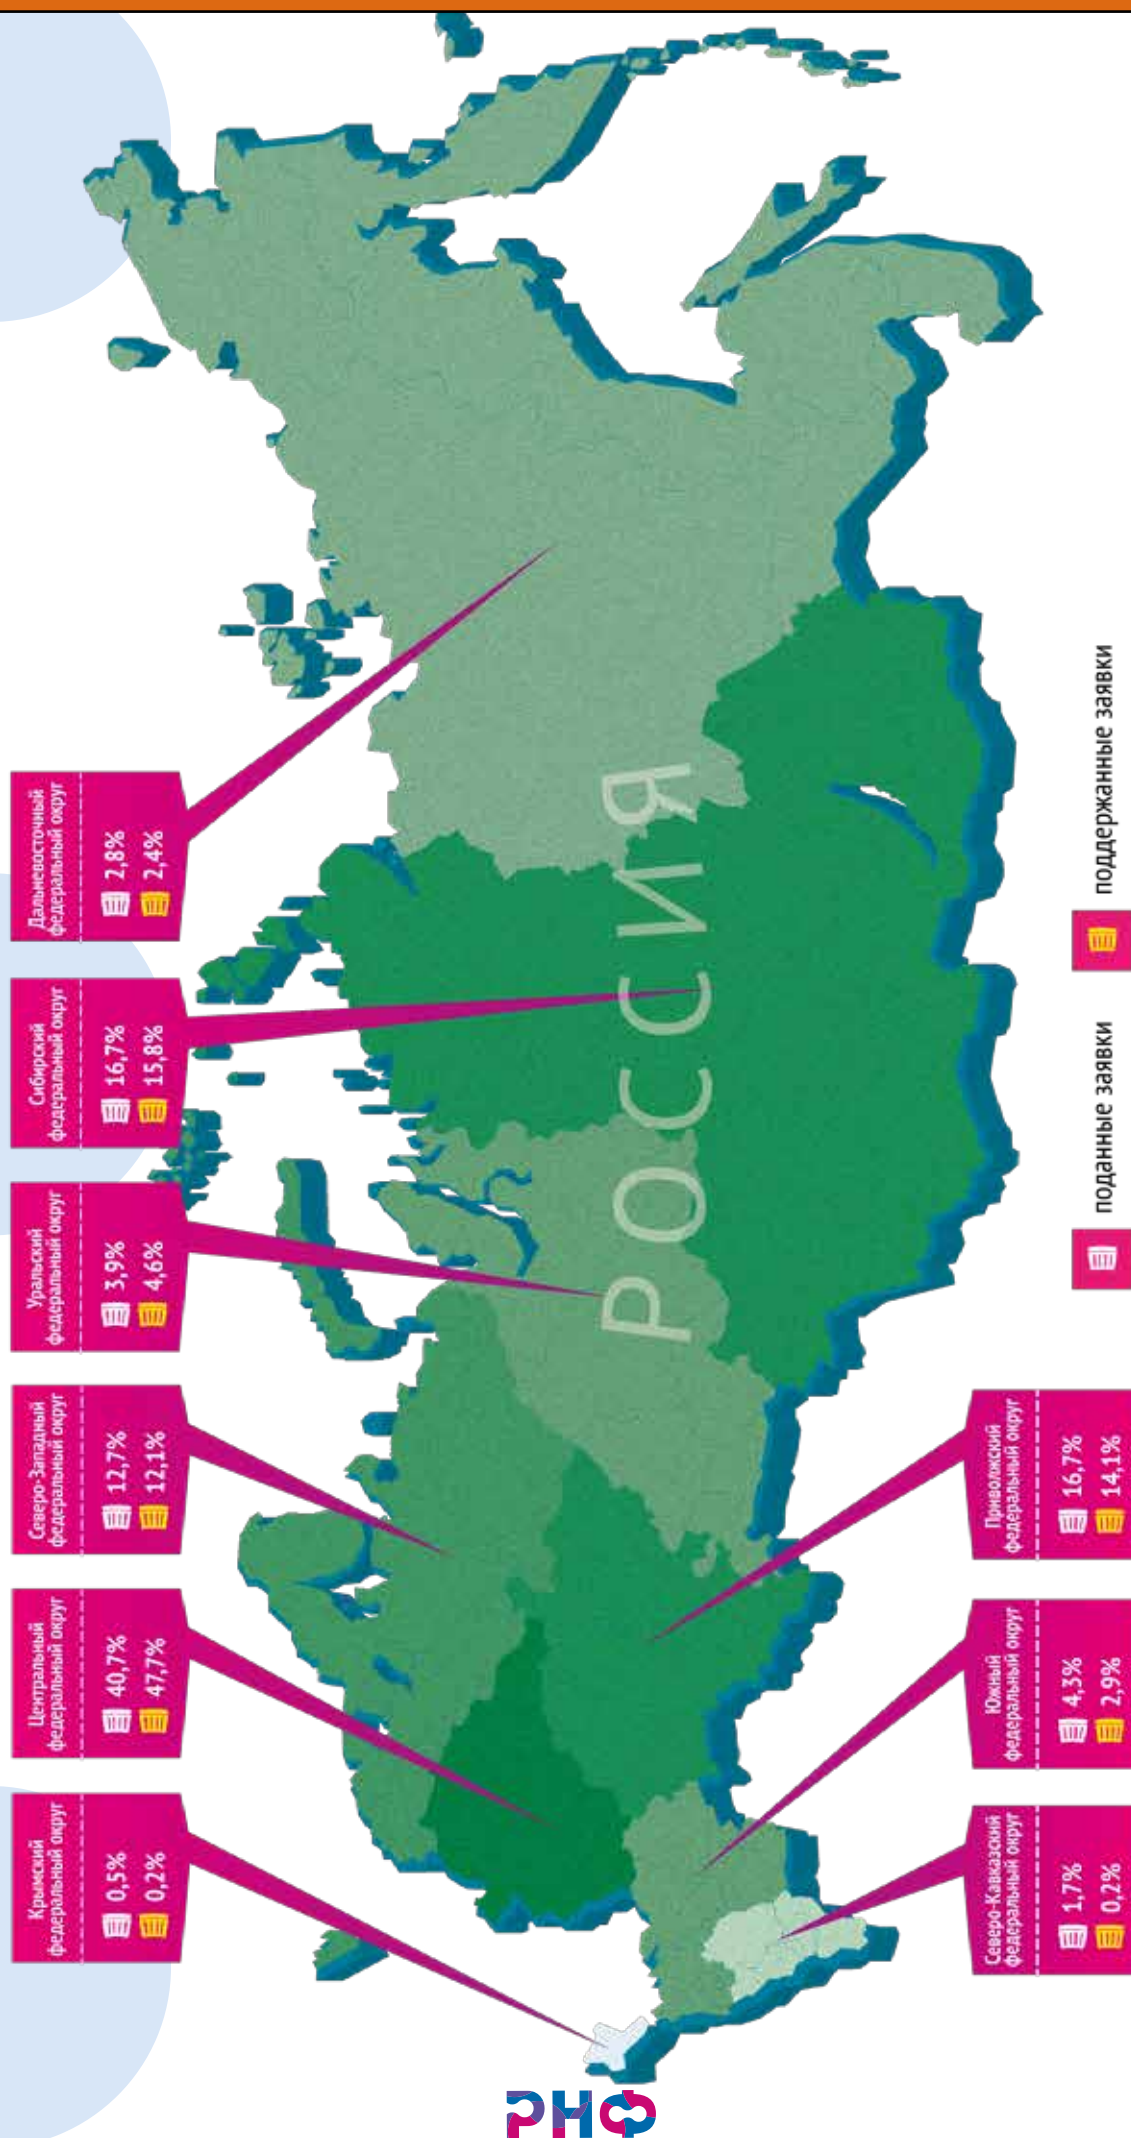 Крымский
федеральный округ
0,5%
0,2%
Центральный
федеральный округ
40,7%
47,7%
Северо-Западный
федеральный округ
12,7%
12,1%
Уральский
федеральный округ
3,9%
4,6%
Сибирский
федеральный округ
16,7%
15,8%
Дальневосточный
федеральный округ
2,8%
2,4%
РОССИЯ
Северо-Кавказский
федеральный округ
1,7%
0,2%
Южный
федеральный округ
4,3%
2,9%
Приволжский
федеральный округ
16,7%
14,1%
поданные заявки
поддержанные заявки
РНФ